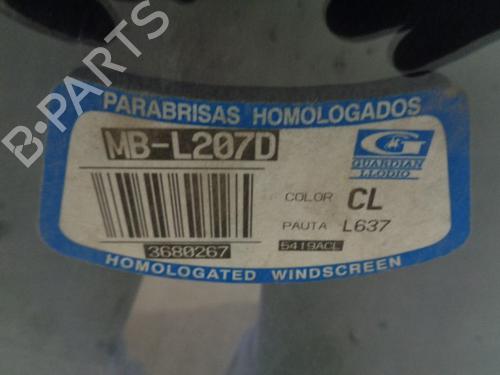 B-PARTS
PARABRISAS HOMOLOGADOS
MB-L207D
G
GUARDIAN
LLODIO
COLOR CL
PAUTA L637
3680267
5419ACL
HOMOLOGATED WINDSCREEN